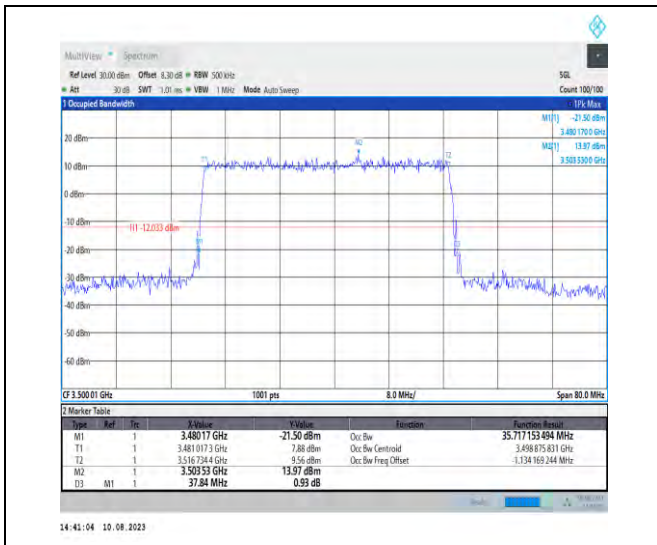 MultiView Spectrum
Ref Level 30.00 dBm Offset 8.30 dB RBW 500 kHz SGL
Att 30 dB SWT 1.01 ms VBW 1 MHz Mode Auto Sweep Count 100/100
1 Occupied Bandwidth 1Pk Max
M1[1] -21.50 dBm
3.480 170 0 GHz
M2[1] 13.97 dBm
3.503 530 0 GHz
20 dBm
M2
T1
T2
10 dBm
0 dBm
-10 dBm
H1 -12.033 dBm
M1
D3
-20 dBm
-30 dBm
-40 dBm
-50 dBm
-60 dBm
CF 3.500 01 GHz 1001 pts 8.0 MHz/ Span 80.0 MHz
2 Marker Table
Type Ref Trc X-Value Y-Value Function Function Result
M1 1 3.480 17 GHz -21.50 dBm Occ Bw 35.717 153 494 MHz
T1 1 3.481 017 3 GHz 7.88 dBm Occ Bw Centroid 3.498 875 831 GHz
T2 1 3.516 734 4 GHz 9.56 dBm Occ Bw Freq Offset -1.134 169 244 MHz
M2 1 3.503 53 GHz 13.97 dBm
D3 M1 1 37.84 MHz 0.93 dB
14:41:04 10.08.2023